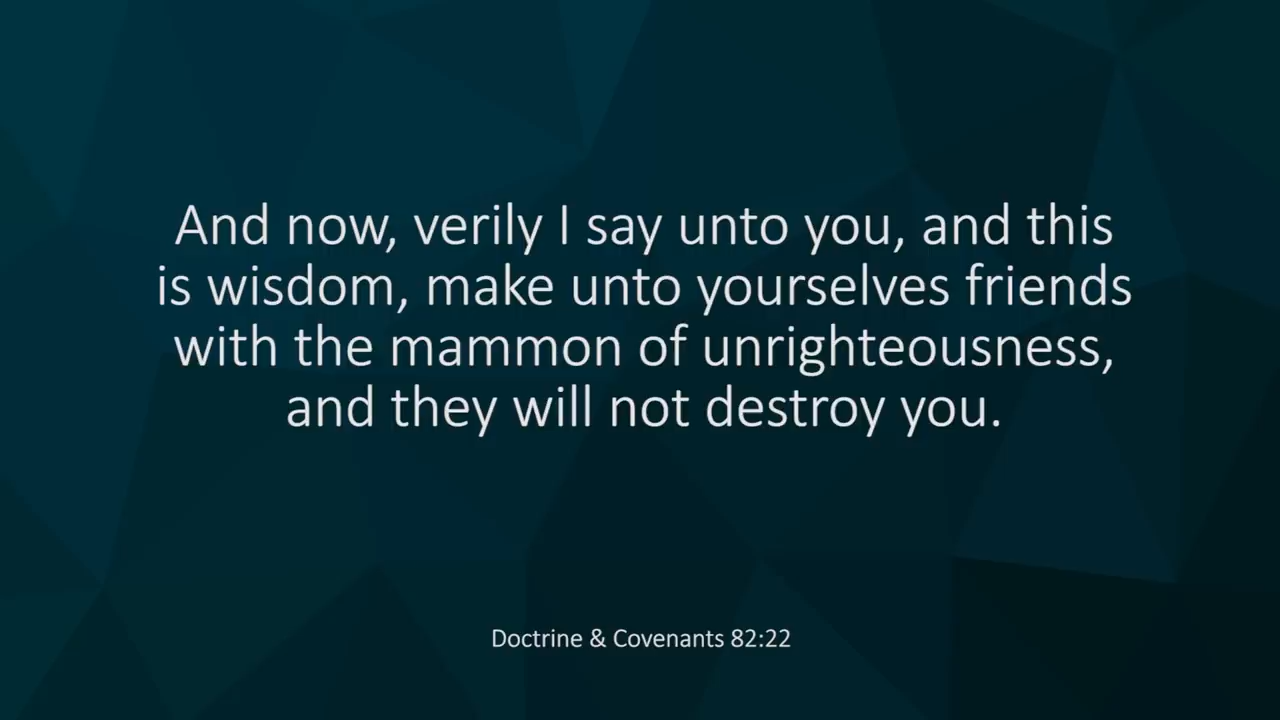 And now, verily I say unto you, and this
is wisdom, make unto yourselves friends
with the mammon of unrighteousness,
and they will not destroy you.
Doctrine & Covenants 82:22